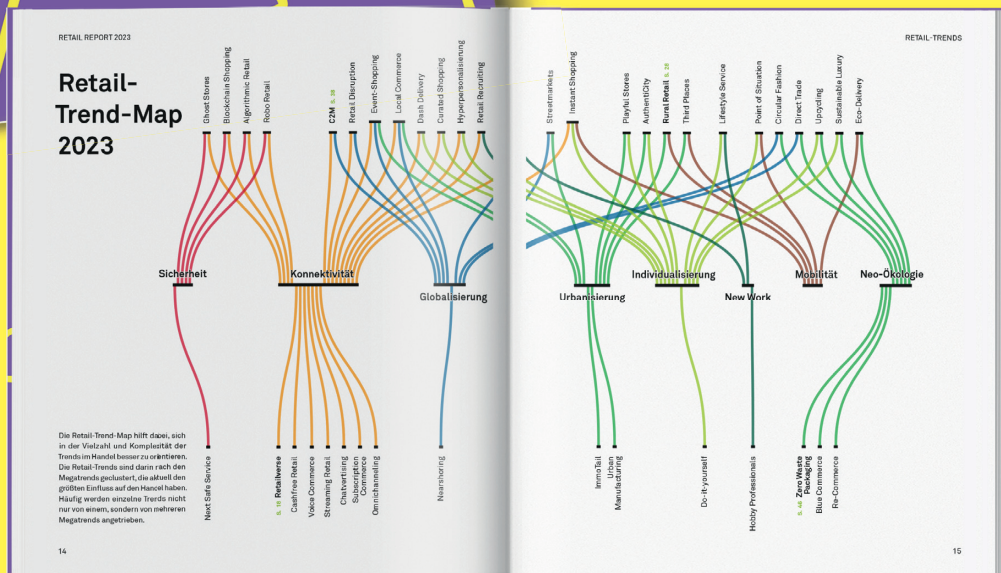 RETAIL REPORT 2023
RETAIL-TRENDS
Retail-
Trend-Map
2023
Ghost Stores
Blockchain Shopping
Algorithmic Retail
Robo Retail
C2M S. 38
Retail Disruption
Event-Shopping
Local Commerce
Dash Delivery
Curated Shopping
Hyperpersonalisierung
Retail Recruiting
Streetmarkets
Instant Shopping
Playful Stores
AuthentiCity
Rural Retail S. 28
Third Places
Lifestyle Service
Point of Situation
Circular Fashion
Direct Trade
Upcycling
Sustainable Luxury
Eco-Delivery
Sicherheit
Konnektivität
Globalisierung
Urbanisierung
Individualisierung
New Work
Mobilität
Neo-Ökologie
Next Safe Service
S. 10 Retailverse
Cashfree Retail
Voice Commerce
Streaming Retail
Chatvertising
Subscription
Commerce
Omnichanneling
Nearshoring
ImmoTail
Urban
Manufacturing
Do-it-yourself
Hobby Professionals
S. 46 Zero Waste
Packaging
Blue Commerce
Re-Commerce
Die Retail-Trend-Map hilft dabei, sich
in der Vielzahl und Komplexität der
Trends im Handel besser zu orientieren.
Die Retail-Trends sind darin nach den
Megatrends geclustert, die aktuell den
größten Einfluss auf den Handel haben.
Häufig werden einzelne Trends nicht
nur von einem, sondern von mehreren
Megatrends angetrieben.
14
15